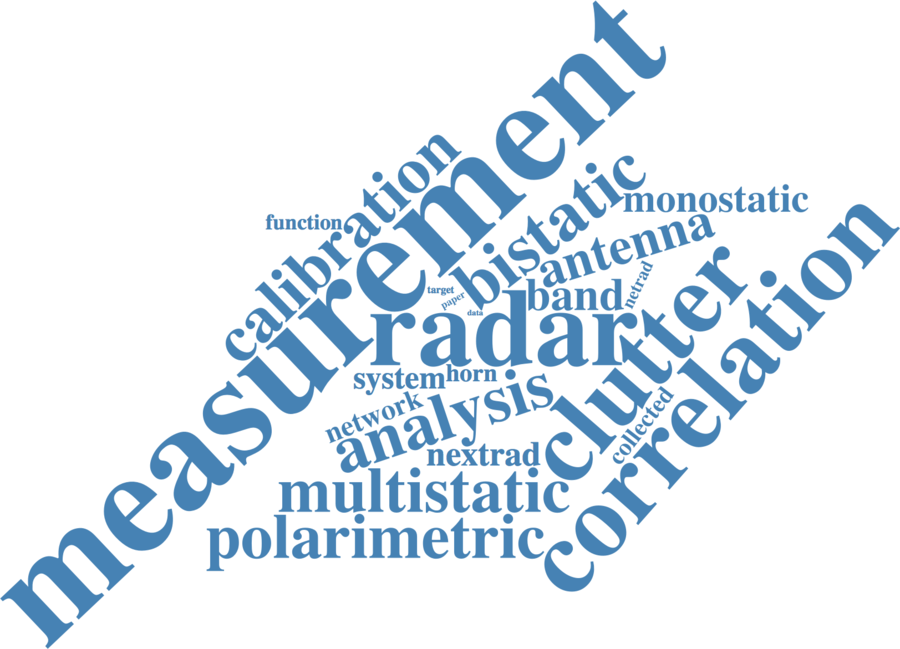 measurement
calibration
function
bistatic
monostatic
antenna
netrad
target
paper
data
band
radar
clutter
correlation
system
horn
network
analysis
collected
nextrad
multistatic
polarimetric